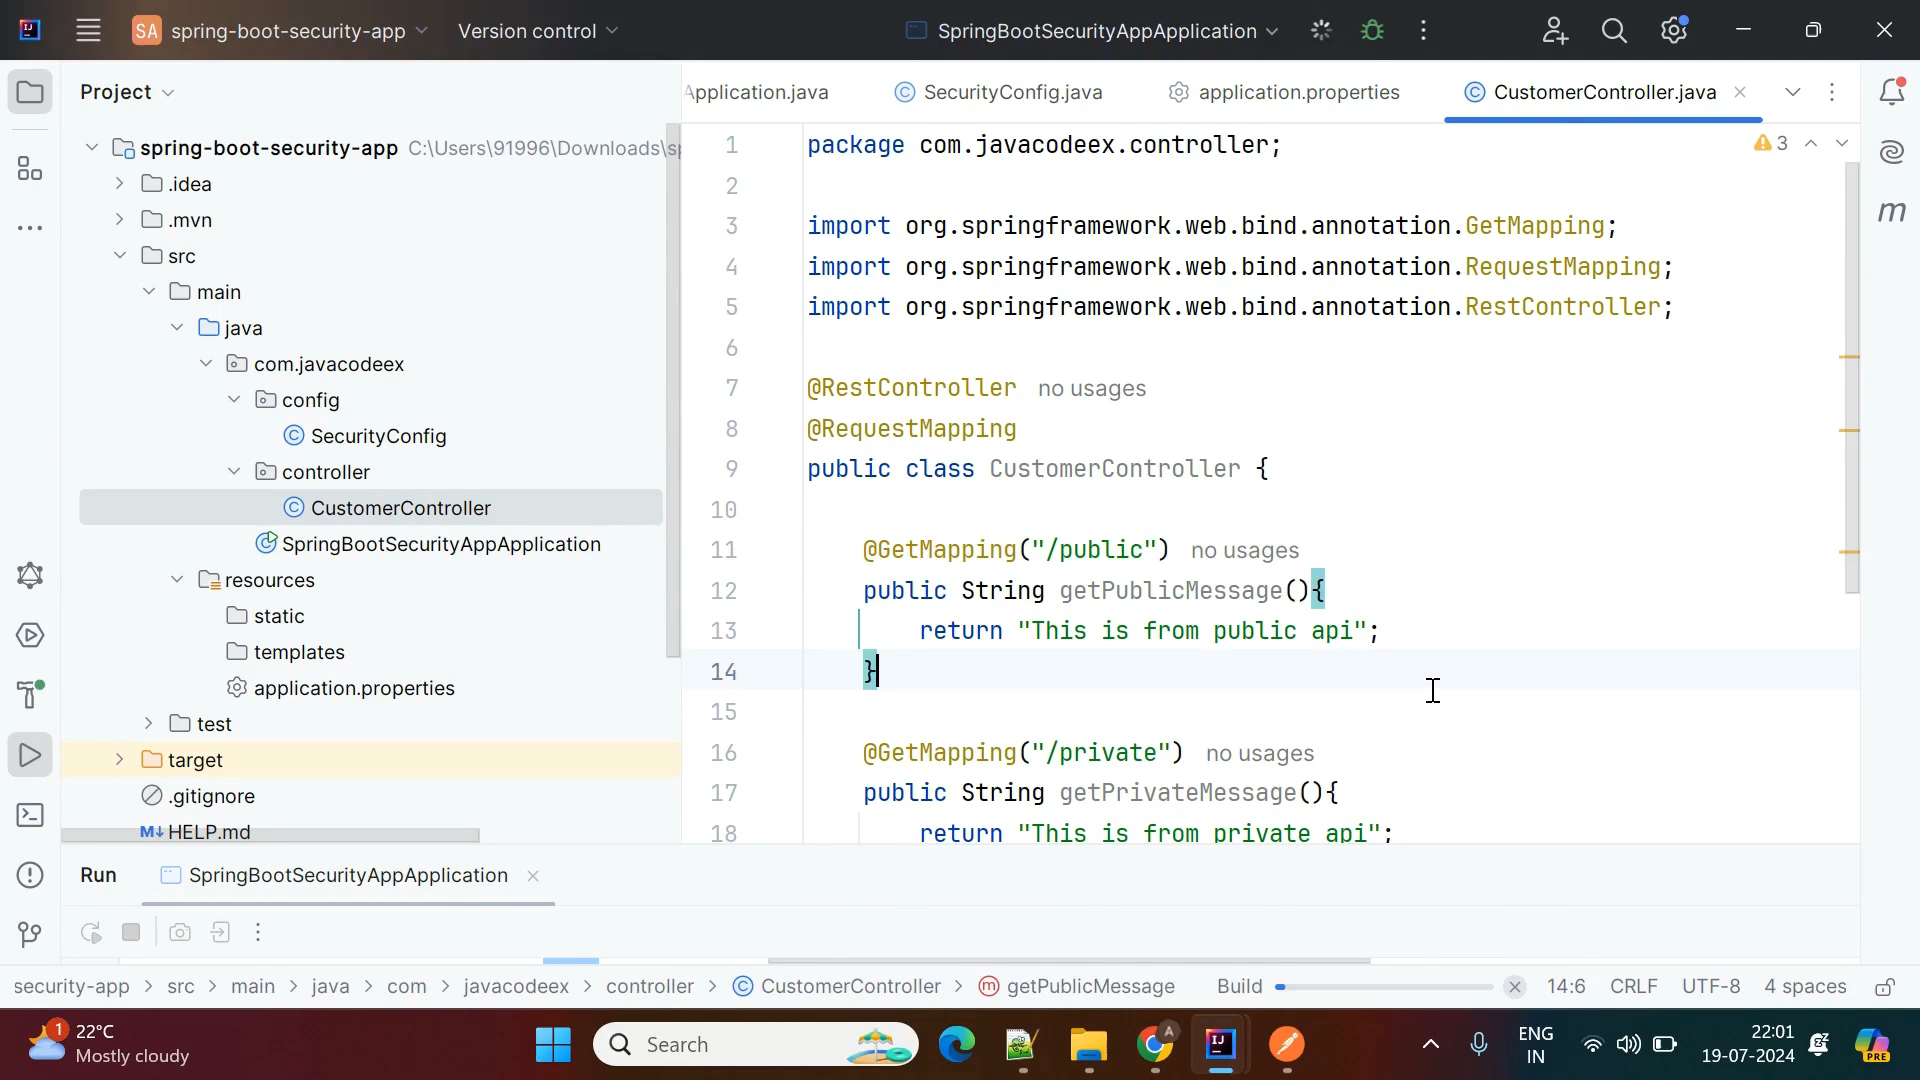 SA spring-boot-security-app Version control SpringBootSecurityAppApplication
Project
Application.java SecurityConfig.java application.properties CustomerController.java
spring-boot-security-app C:\Users\91996\Downloads\s
.idea
.mvn
src
main
java
com.javacodeex
config
SecurityConfig
controller
CustomerController
SpringBootSecurityAppApplication
resources
static
templates
application.properties
test
target
.gitignore
M↓ HELP.md
3
1 package com.javacodeex.controller;
2
3 import org.springframework.web.bind.annotation.GetMapping;
4 import org.springframework.web.bind.annotation.RequestMapping;
5 import org.springframework.web.bind.annotation.RestController;
6
7 @RestController no usages
8 @RequestMapping
9 public class CustomerController {
10
11 @GetMapping("/public") no usages
12 public String getPublicMessage(){
13 return "This is from public api";
14 }
15
16 @GetMapping("/private") no usages
17 public String getPrivateMessage(){
18 return "This is from private api";
m
Run SpringBootSecurityAppApplication
security-app > src > main > java > com > javacodeex > controller > CustomerController > getPublicMessage Build 14:6 CRLF UTF-8 4 spaces
1 22°C
Mostly cloudy
Search
A
IJ
ENG
IN
22:01
19-07-2024
PRE